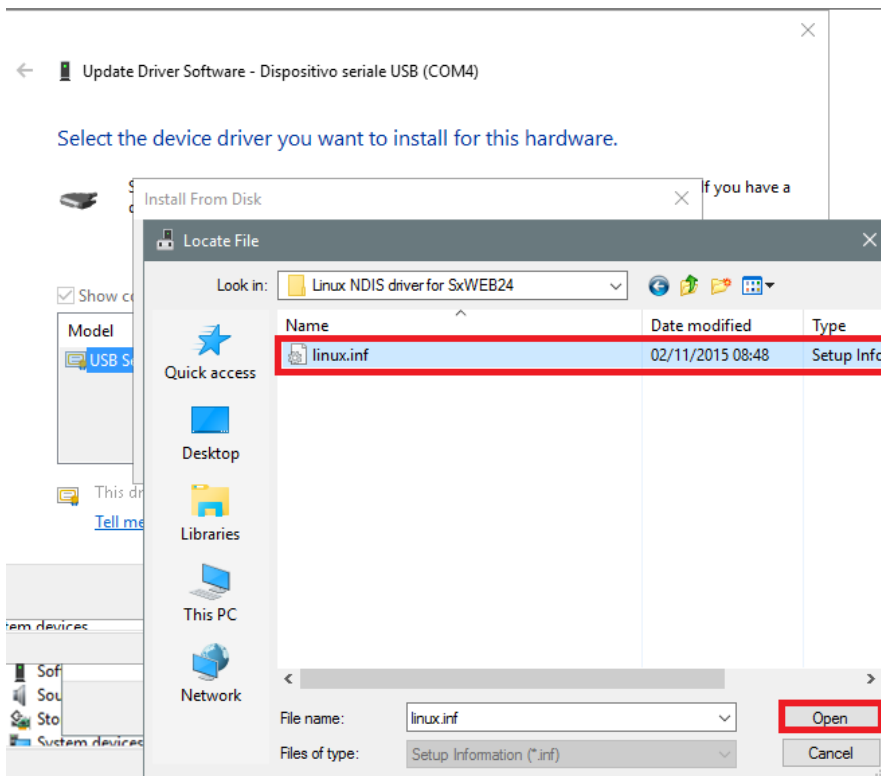 Update Driver Software - Dispositivo seriale USB (COM4)
Select the device driver you want to install for this hardware.
If you have a
Install From Disk
Locate File
Look in: Linux NDIS driver for SxWEB24
Show
Model
USB
Name Date modified Type
linux.inf 02/11/2015 08:48 Setup
Quick access
Desktop
Libraries
This PC
Network
This
Tell me
devices
System devices
File name: linux.inf Open
Files of type: Setup Information (*.inf) Cancel